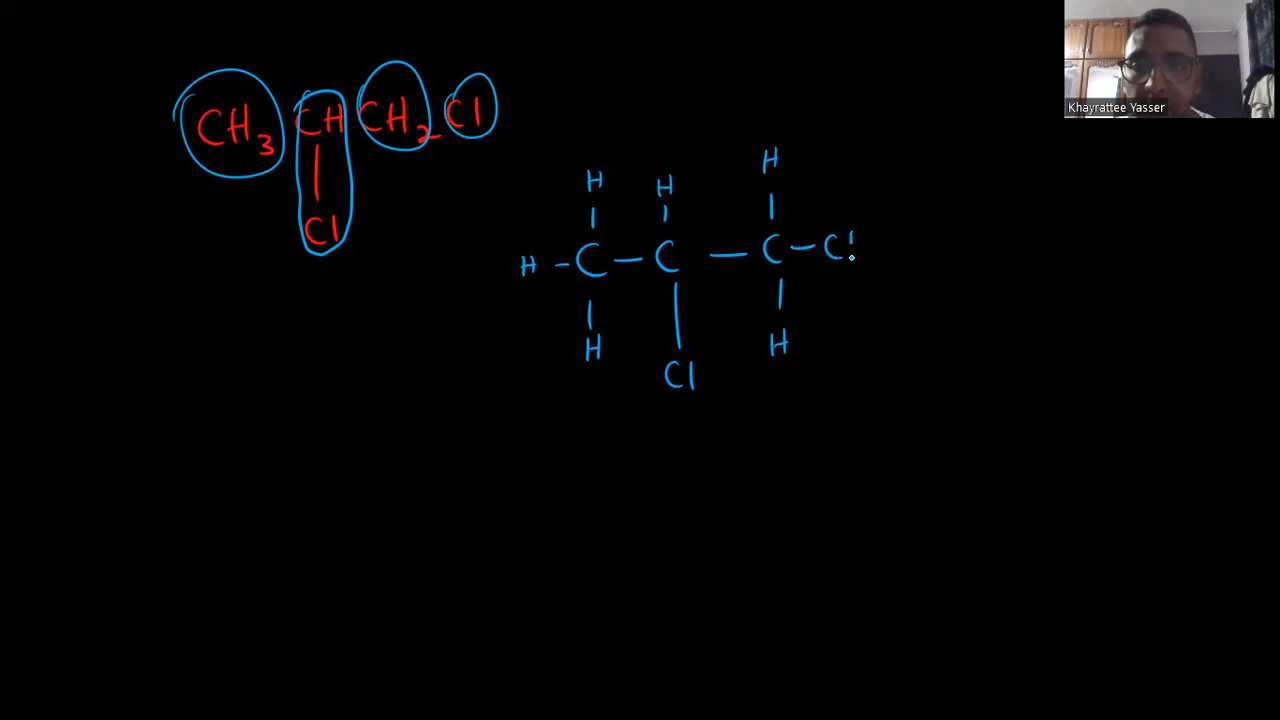 CH3 CH CH2 Cl
Cl
H H H
H - C - C - C - Cl
H Cl H
Khayrattee Yasser